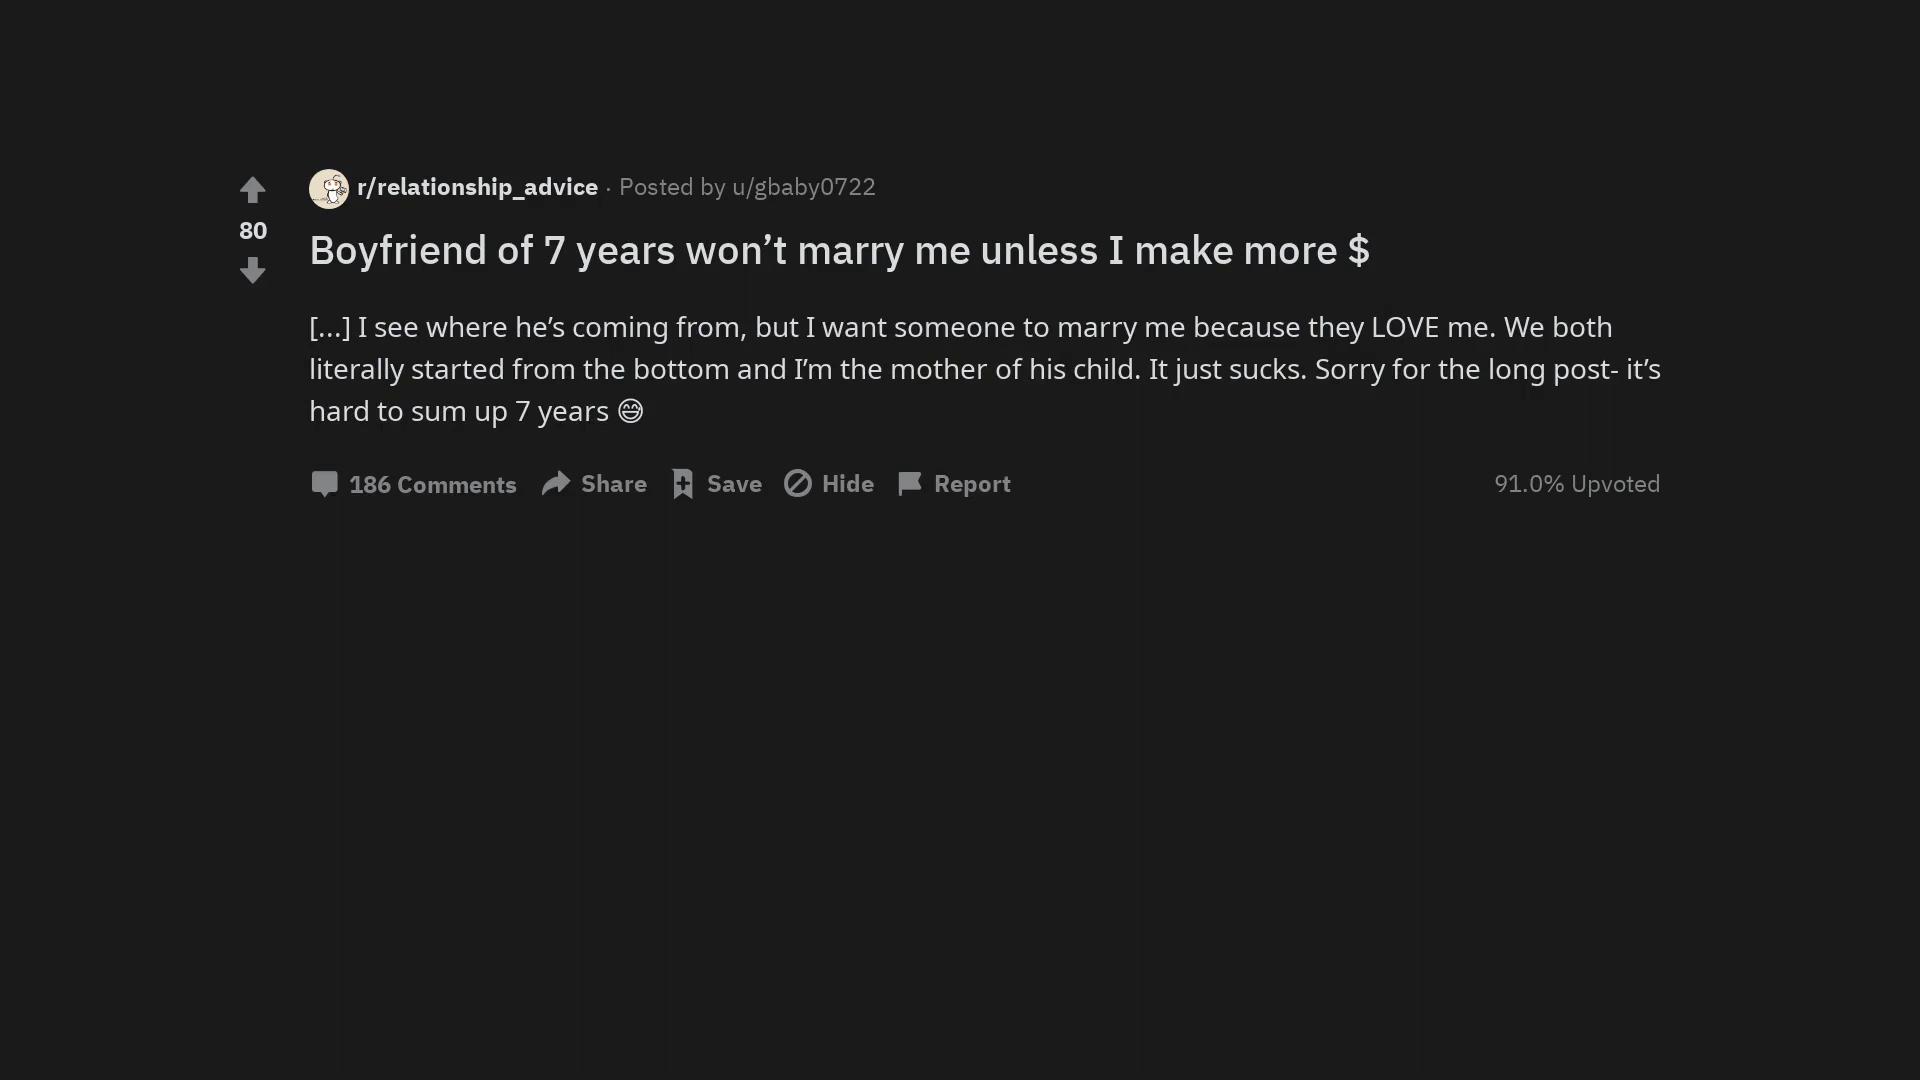 r/relationship_advice · Posted by u/gbaby0722
80
Boyfriend of 7 years won’t marry me unless I make more $
[...] I see where he’s coming from, but I want someone to marry me because they LOVE me. We both
literally started from the bottom and I’m the mother of his child. It just sucks. Sorry for the long post- it’s
hard to sum up 7 years 😅
186 Comments Share Save Hide Report 91.0% Upvoted